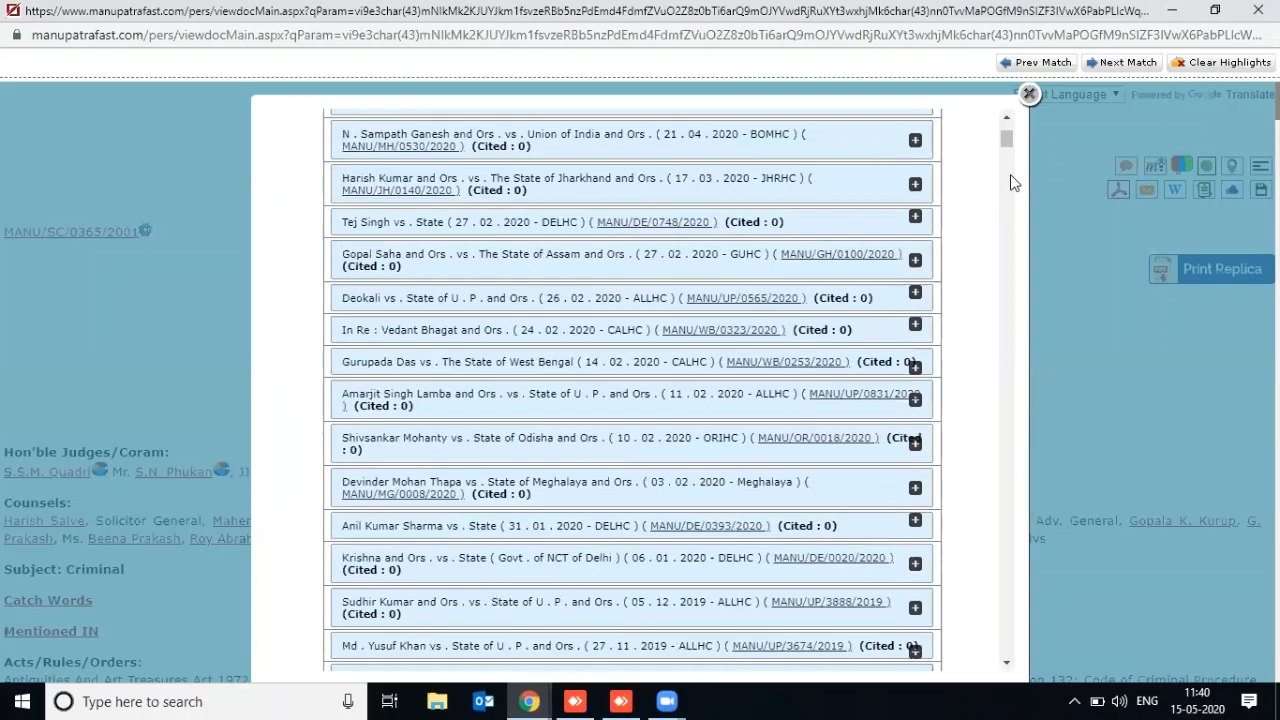 https://www.manupatrafast.com/pers/viewdocMain.aspx?
manupatrafast.com/pers/viewdocMain.aspx?
Prev Match Next Match Clear Highlights
Language ▼ Powered by Google Translate
N . Sampath Ganesh and Ors . vs . Union of India and Ors . ( 21 . 04 . 2020 - BOMHC ) (
MANU/MH/0530/2020 ) (Cited : 0)
Harish Kumar and Ors . vs . The State of Jharkhand and Ors . ( 17 . 03 . 2020 - JHRHC ) (
MANU/JH/0140/2020 ) (Cited : 0)
Tej Singh vs . State ( 27 . 02 . 2020 - DELHC ) ( MANU/DE/0748/2020 ) (Cited : 0)
MANU/SC/0365/2001
Gopal Saha and Ors . vs . The State of Assam and Ors . ( 27 . 02 . 2020 - GUHC ) ( MANU/GH/0100/2020 )
(Cited : 0)
Print Replica
Deokali vs . State of U . P . and Ors . ( 26 . 02 . 2020 - ALLHC ) ( MANU/UP/0565/2020 ) (Cited : 0)
In Re : Vedant Bhagat and Ors . ( 24 . 02 . 2020 - CALHC ) ( MANU/WB/0323/2020 ) (Cited : 0)
Gurupada Das vs . The State of West Bengal ( 14 . 02 . 2020 - CALHC ) ( MANU/WB/0253/2020 ) (Cited : 0)
Amarjit Singh Lamba and Ors . vs . State of U . P . and Ors . ( 11 . 02 . 2020 - ALLHC ) ( MANU/UP/0831/2020
) (Cited : 0)
Shivsankar Mohanty vs . State of Odisha and Ors . ( 10 . 02 . 2020 - ORIHC ) ( MANU/OR/0018/2020 ) (Cited
: 0)
Devinder Mohan Thapa vs . State of Meghalaya and Ors . ( 03 . 02 . 2020 - Meghalaya ) (
MANU/MG/0008/2020 ) (Cited : 0)
Anil Kumar Sharma vs . State ( 31 . 01 . 2020 - DELHC ) ( MANU/DE/0393/2020 ) (Cited : 0)
Krishna and Ors . vs . State ( Govt . of NCT of Delhi ) ( 06 . 01 . 2020 - DELHC ) ( MANU/DE/0020/2020 )
(Cited : 0)
Sudhir Kumar and Ors . vs . State of U . P . and Ors . ( 05 . 12 . 2019 - ALLHC ) ( MANU/UP/3888/2019 )
(Cited : 0)
Md . Yusuf Khan vs . State of U . P . and Ors . ( 27 . 11 . 2019 - ALLHC ) ( MANU/UP/3674/2019 ) (Cited : 0)
Hon'ble Judges/Coram:
S.S.M. Quadri Mr. S.N. Phukan , JJ
Counsels:
Harish Salve, Solicitor General, Adv. General, Gopala K. Kurup, G.
Prakash, Ms. Beena Prakash, Roy
Subject: Criminal
Catch Words
Mentioned IN
Acts/Rules/Orders:
Antiquities And Art Treasures Act 1972 132; Code of Criminal Procedure
Type here to search
ENG
11:40
15-05-2020